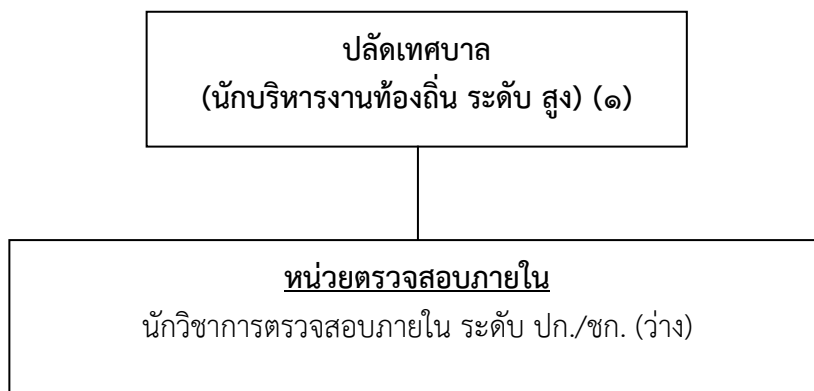 ปลัดเทศบาล
(นักบริหารงานท้องถิ่น ระดับ สูง) (๑)
หน่วยตรวจสอบภายใน
นักวิชาการตรวจสอบภายใน ระดับ ปก./ชก. (ว่าง)